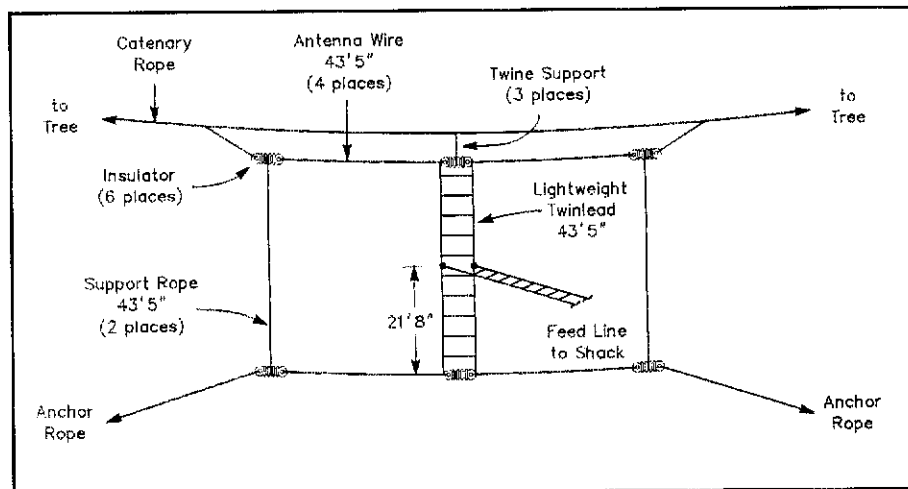 Catenary
Rope
Antenna Wire
43'5"
(4 places)
Twine Support
(3 places)
to
Tree
to
Tree
Insulator
(6 places)
Lightweight
Twinlead
43'5"
Support Rope
43'5"
(2 places)
21'8"
Feed Line
to Shack
Anchor
Rope
Anchor
Rope